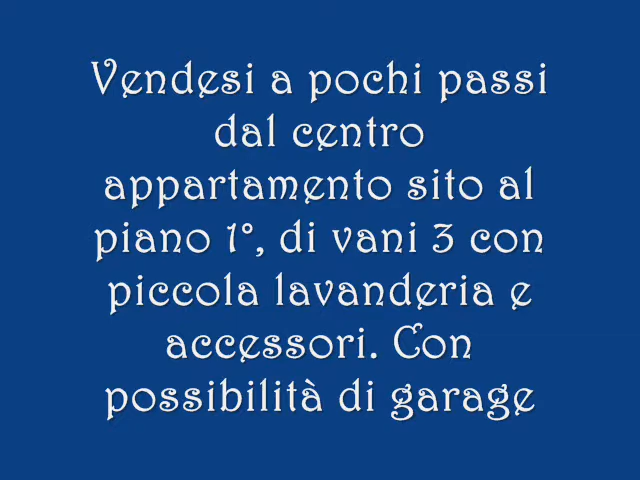 Vendesi a pochi passi
dal centro
appartamento sito al
piano 1°, di vani 3 con
piccola lavanderia e
accessori. Con
possibilità di garage